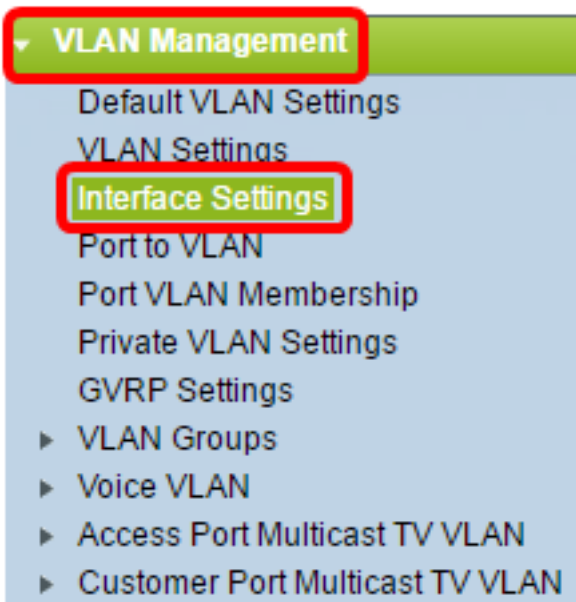 VLAN Management
Default VLAN Settings
VLAN Settings
Interface Settings
Port to VLAN
Port VLAN Membership
Private VLAN Settings
GVRP Settings
VLAN Groups
Voice VLAN
Access Port Multicast TV VLAN
Customer Port Multicast TV VLAN